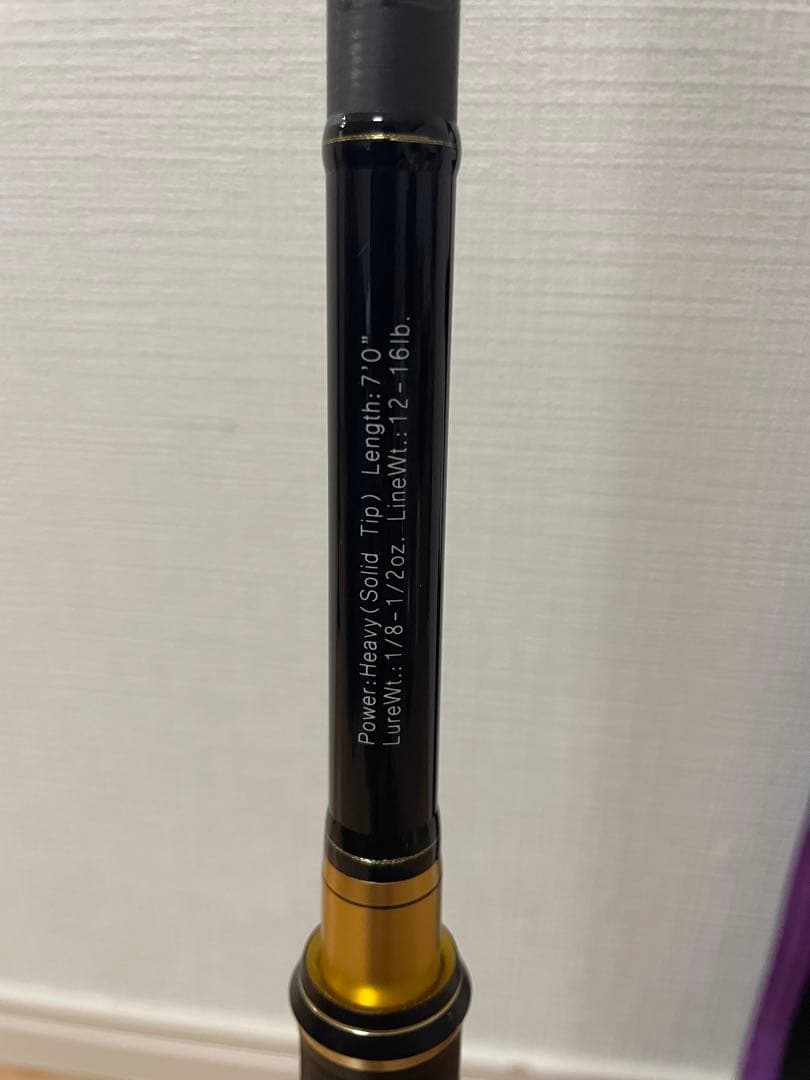 Power:Heavy(Solid Tip) Length:7'0"
LureWt.:1/8-1/2oz. LineWt.:12-16lb.